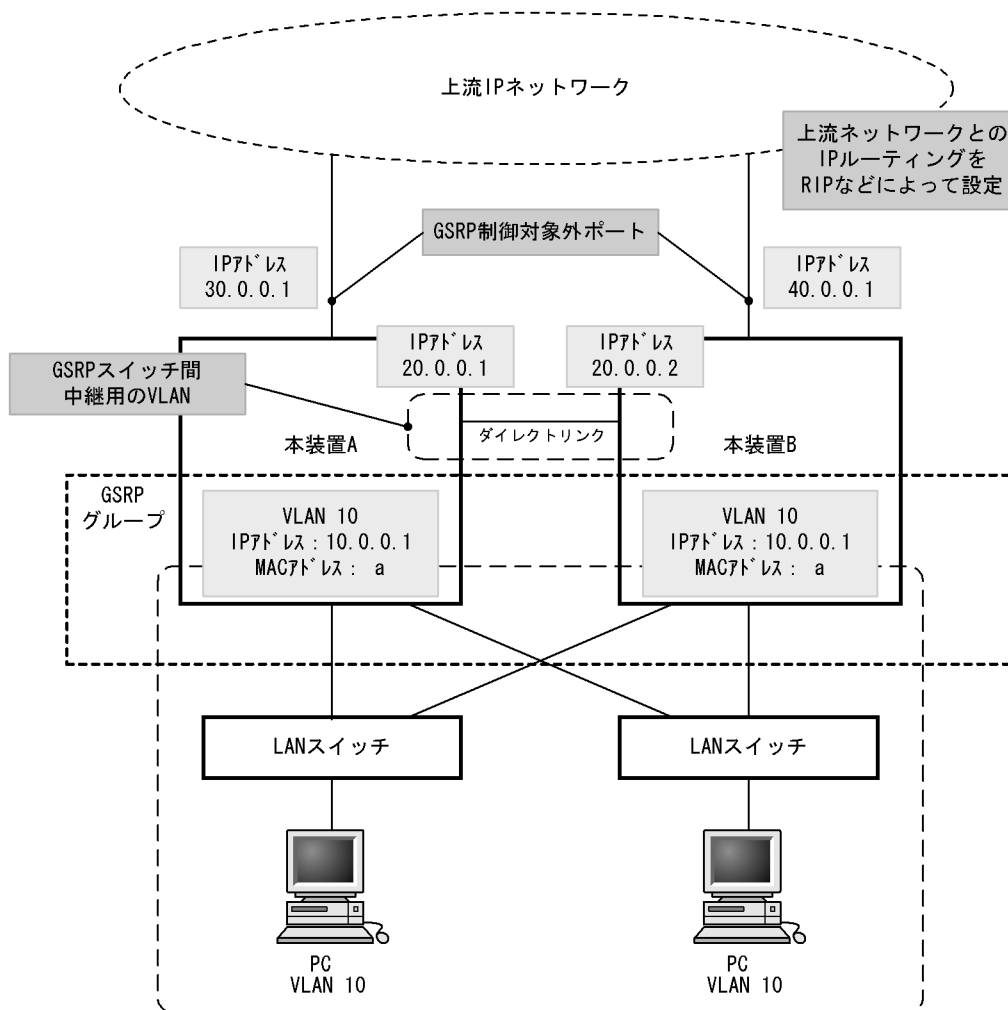 上流IPネットワーク
上流ネットワークとの
IPルーティングを
RIPなどによって設定
GSRP制御対象外ポート
IPアドレス
30.0.0.1
IPアドレス
40.0.0.1
IPアドレス
20.0.0.1
IPアドレス
20.0.0.2
GSRPスイッチ間
中継用のVLAN
ダイレクトリンク
本装置A
本装置B
GSRP
グループ
VLAN 10
IPアドレス：10.0.0.1
MACアドレス： a
VLAN 10
IPアドレス：10.0.0.1
MACアドレス： a
LANスイッチ
LANスイッチ
PC
VLAN 10
PC
VLAN 10